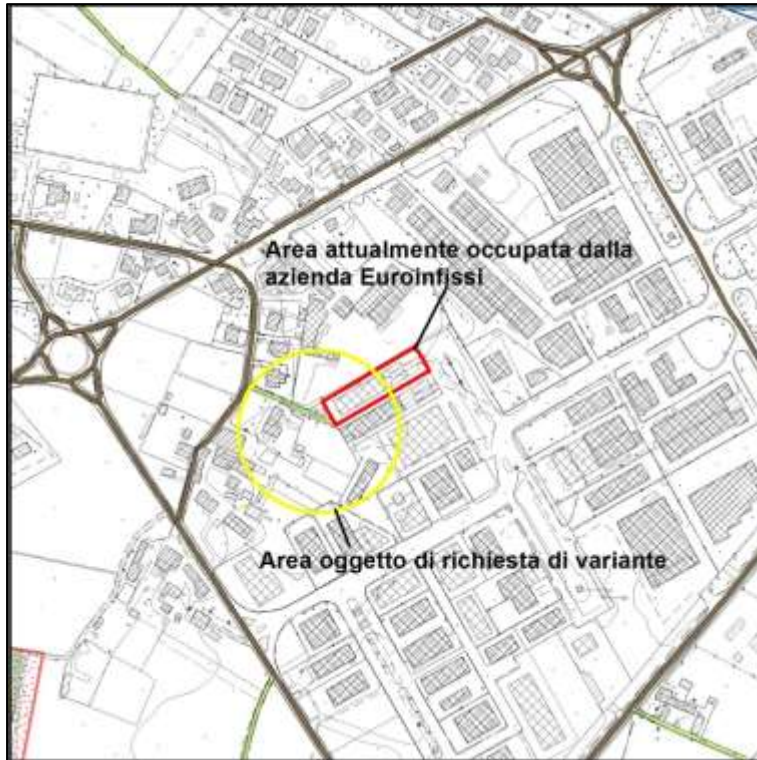 Area attualmente occupata dalla
azienda Euroinfissi
Area oggetto di richiesta di variante